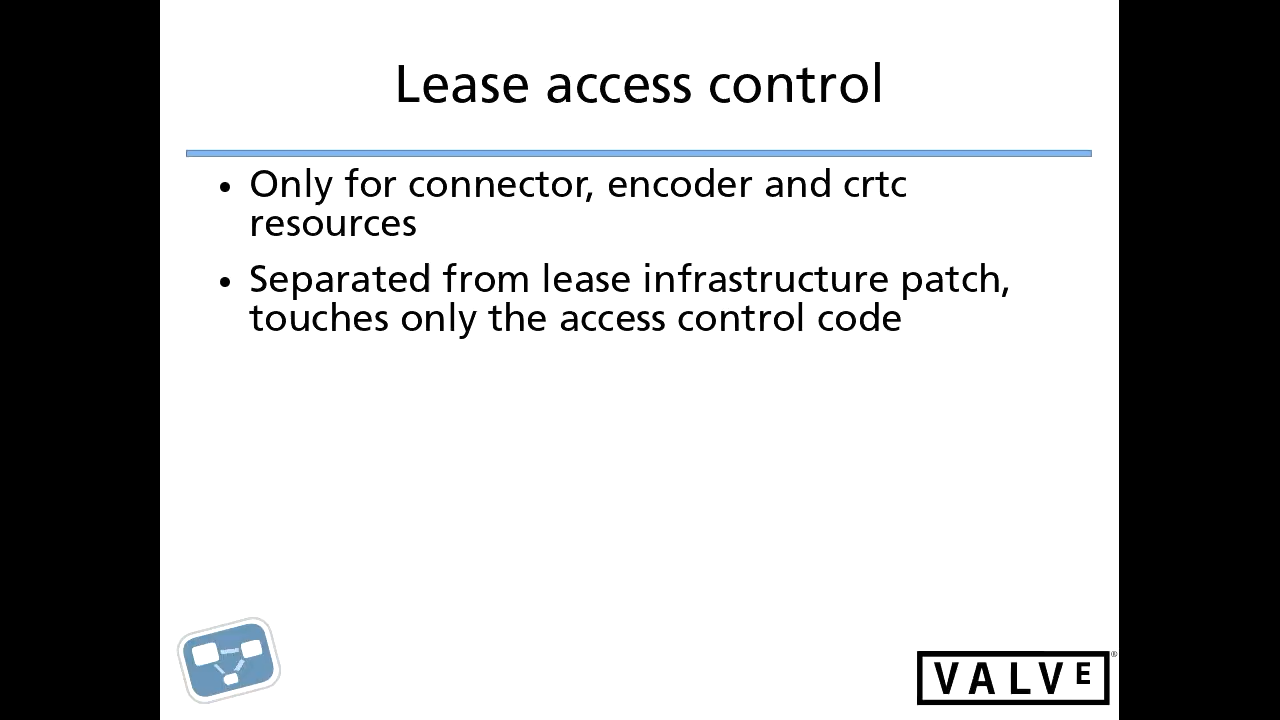 Lease access control
• Only for connector, encoder and crtc
resources
• Separated from lease infrastructure patch,
touches only the access control code
VALVE®